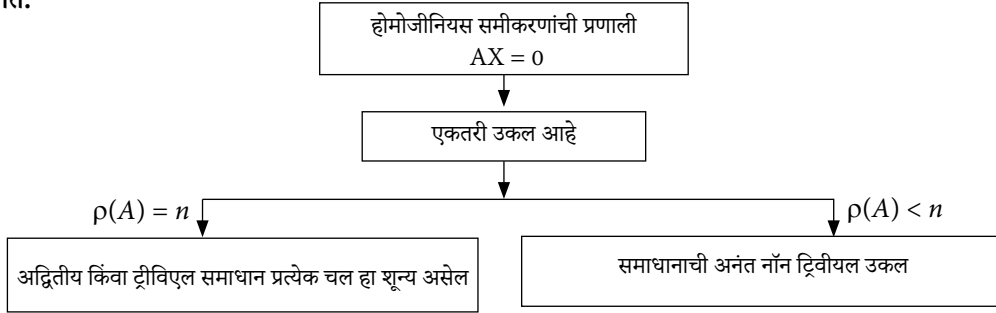 होमोजीनियस समीकरणांची प्रणाली
AX = 0
एकतरी उकल आहे
ρ(A) = n
ρ(A) < n
अद्वितीय किंवा ट्रीविएल समाधान प्रत्येक चल हा शून्य असेल
समाधानाची अनंत नॉन ट्रिवीयल उकल